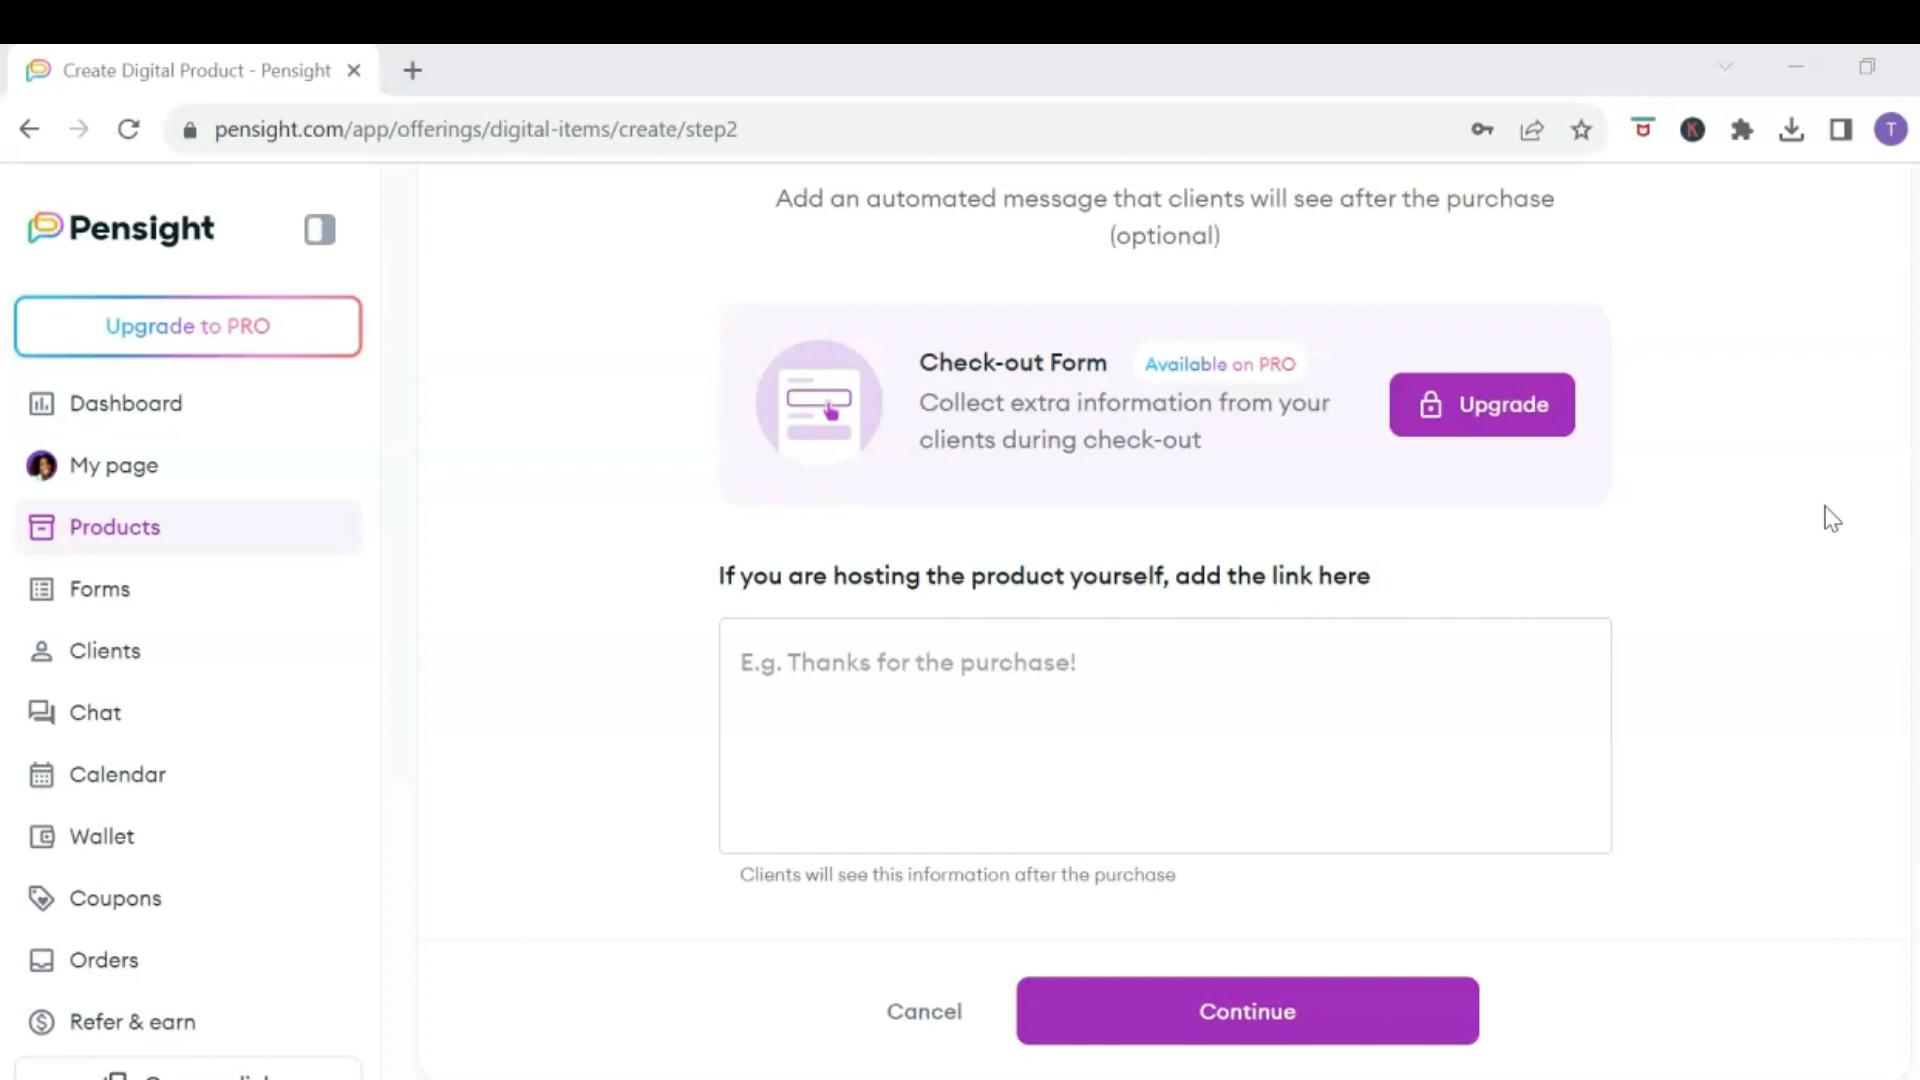 Create Digital Product - Pensight
pensight.com/app/offerings/digital-items/create/step2
K
T
Pensight
Upgrade to PRO
Dashboard
My page
Products
Forms
Clients
Chat
Calendar
Wallet
Coupons
Orders
Refer & earn
Add an automated message that clients will see after the purchase
(optional)
Check-out Form
Available on PRO
Collect extra information from your
clients during check-out
Upgrade
If you are hosting the product yourself, add the link here
E.g. Thanks for the purchase!
Clients will see this information after the purchase
Cancel
Continue